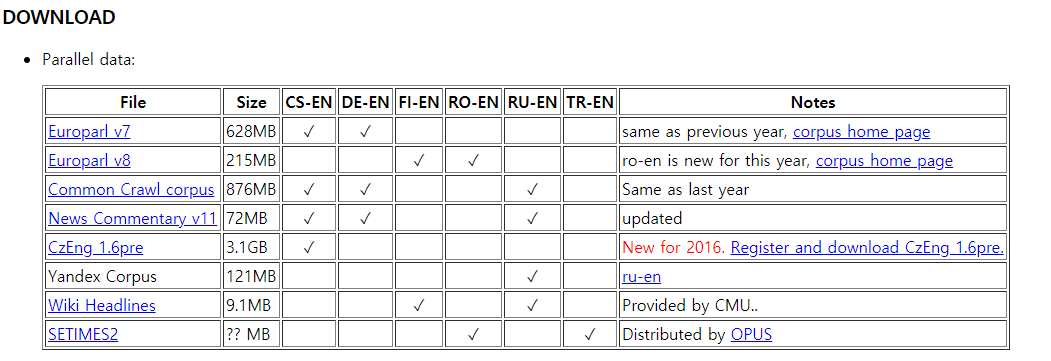 DOWNLOAD
• Parallel data:
File Size CS-EN DE-EN FI-EN RO-EN RU-EN TR-EN Notes
Europarl v7 628MB ✓ ✓ same as previous year, corpus home page
Europarl v8 215MB ✓ ✓ ro-en is new for this year, corpus home page
Common Crawl corpus 876MB ✓ ✓ ✓ Same as last year
News Commentary v11 72MB ✓ ✓ ✓ updated
CzEng 1.6pre 3.1GB ✓ New for 2016. Register and download CzEng 1.6pre.
Yandex Corpus 121MB ✓ ru-en
Wiki Headlines 9.1MB ✓ ✓ Provided by CMU..
SETIMES2 ?? MB ✓ ✓ Distributed by OPUS